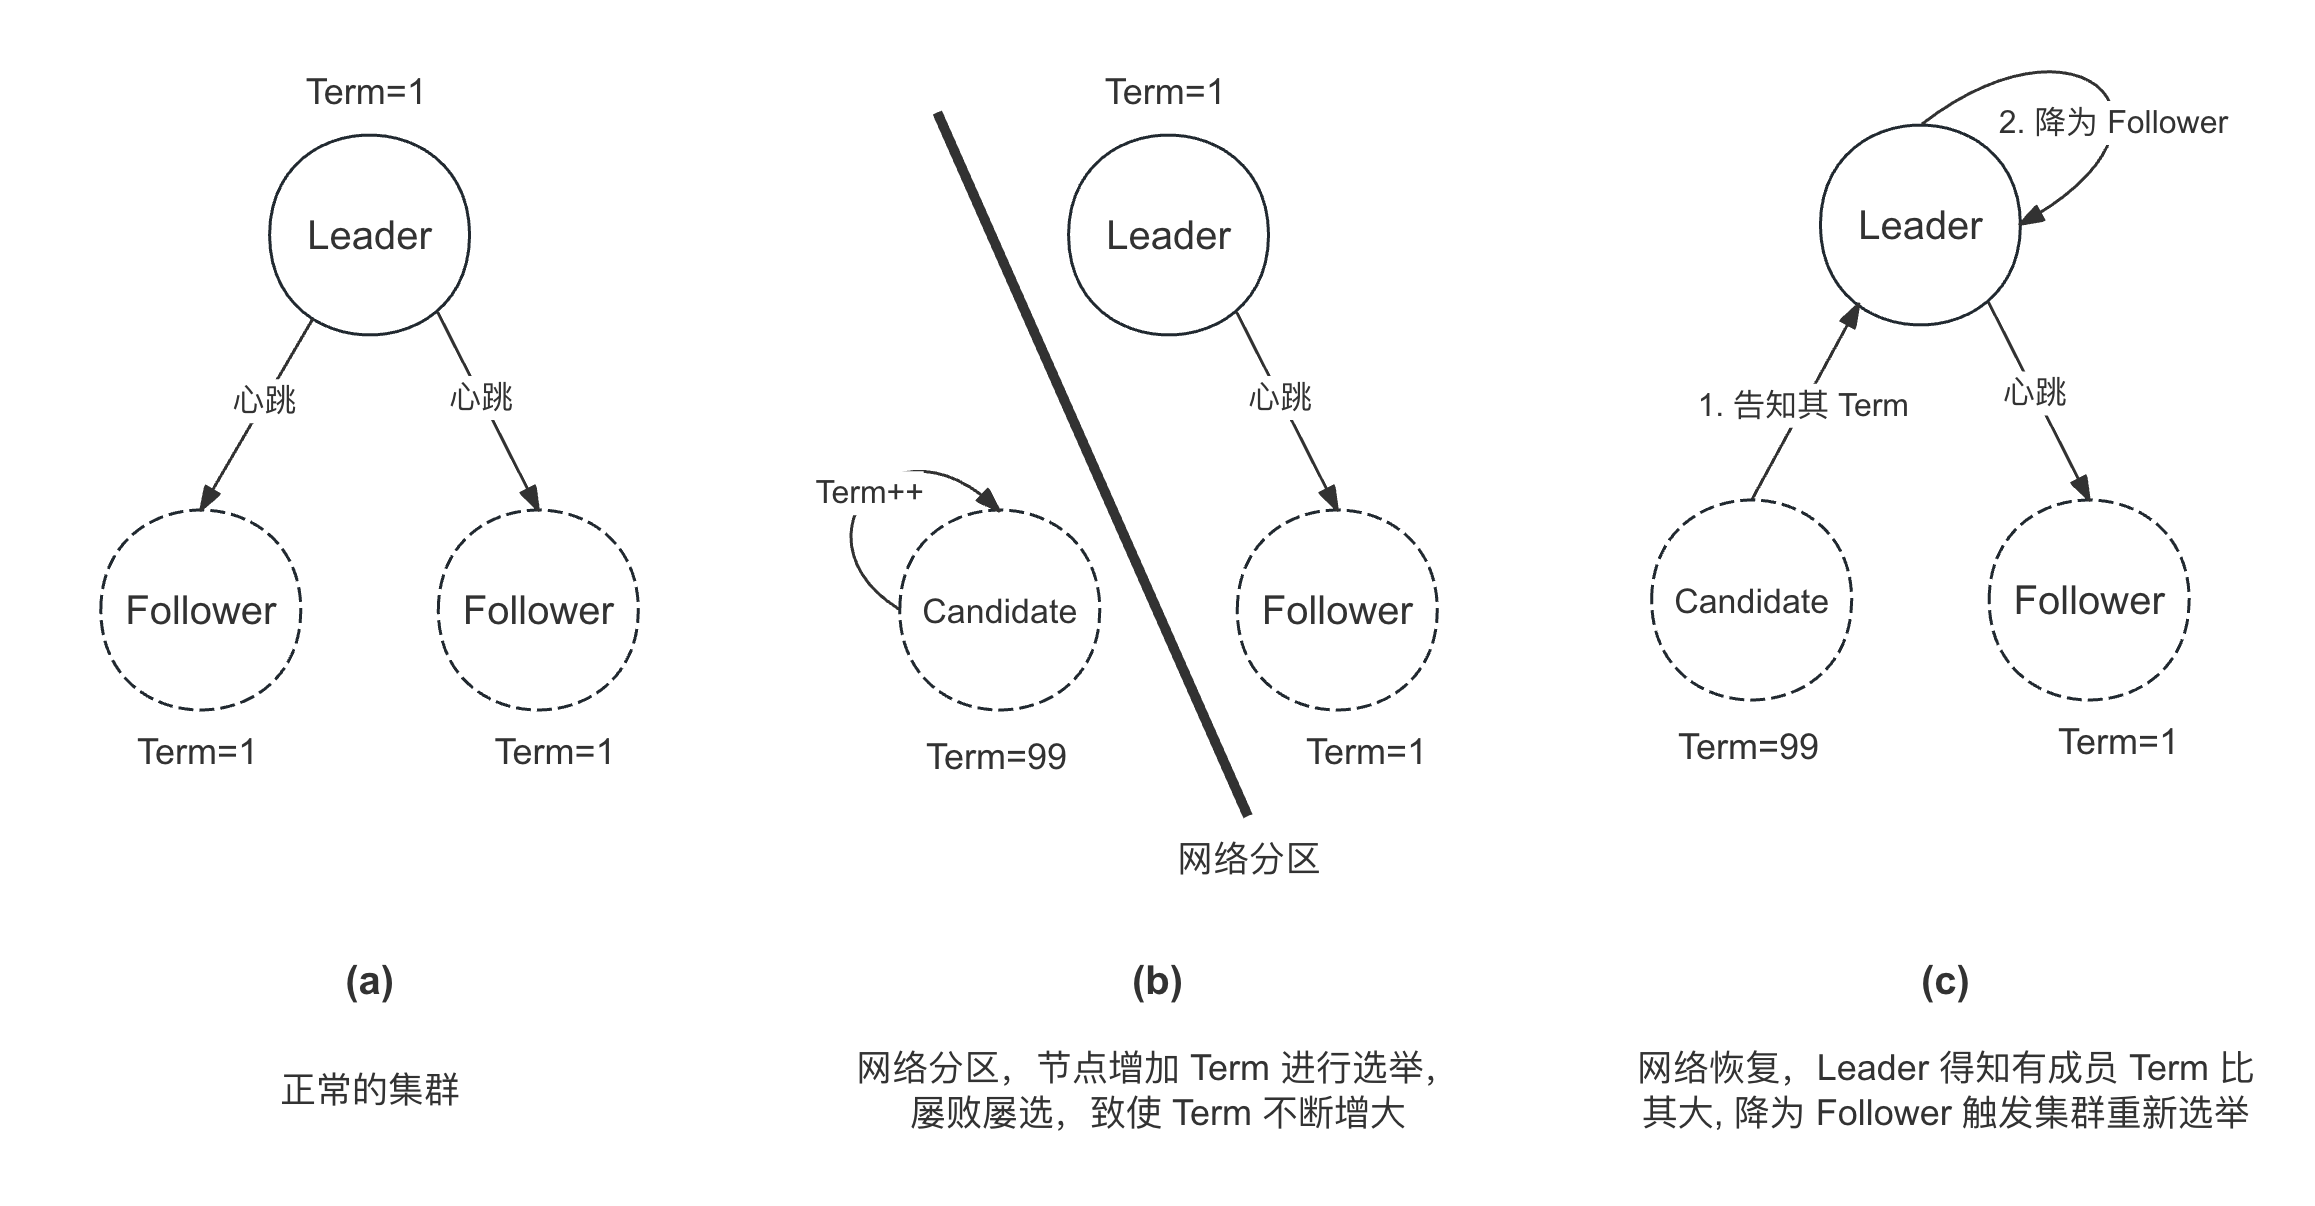 Term=1
Leader
心跳
心跳
Follower
Follower
Term=1
Term=1
(a)
正常的集群
Term=1
Leader
心跳
Term++
Candidate
Follower
Term=99
Term=1
网络分区
(b)
网络分区，节点增加 Term 进行选举，
屡败屡选，致使 Term 不断增大
2. 降为 Follower
Leader
1. 告知其 Term
心跳
Candidate
Follower
Term=99
Term=1
(c)
网络恢复，Leader 得知有成员 Term 比
其大, 降为 Follower 触发集群重新选举